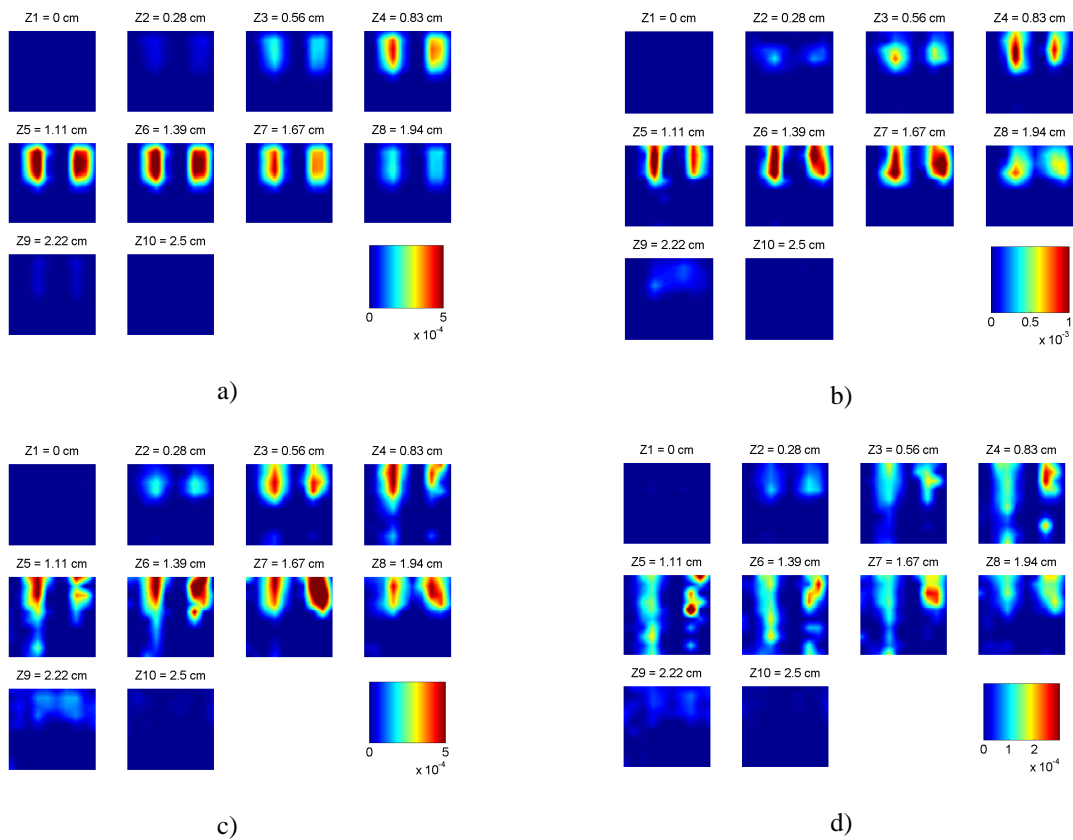 Z1 = 0 cm Z2 = 0.28 cm Z3 = 0.56 cm Z4 = 0.83 cm
Z5 = 1.11 cm Z6 = 1.39 cm Z7 = 1.67 cm Z8 = 1.94 cm
Z9 = 2.22 cm Z10 = 2.5 cm
0 5
x 10-4
a)
Z1 = 0 cm Z2 = 0.28 cm Z3 = 0.56 cm Z4 = 0.83 cm
Z5 = 1.11 cm Z6 = 1.39 cm Z7 = 1.67 cm Z8 = 1.94 cm
Z9 = 2.22 cm Z10 = 2.5 cm
0 0.5 1
x 10-3
b)
Z1 = 0 cm Z2 = 0.28 cm Z3 = 0.56 cm Z4 = 0.83 cm
Z5 = 1.11 cm Z6 = 1.39 cm Z7 = 1.67 cm Z8 = 1.94 cm
Z9 = 2.22 cm Z10 = 2.5 cm
0 5
x 10-4
c)
Z1 = 0 cm Z2 = 0.28 cm Z3 = 0.56 cm Z4 = 0.83 cm
Z5 = 1.11 cm Z6 = 1.39 cm Z7 = 1.67 cm Z8 = 1.94 cm
Z9 = 2.22 cm Z10 = 2.5 cm
0 1 2
x 10-4
d)